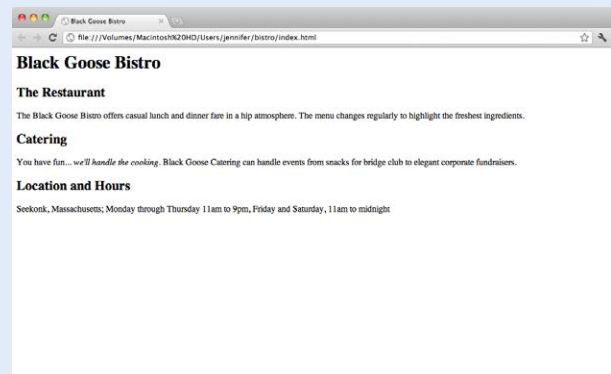 Black Goose Bistro
file:///Volumes/Macintosh%20HD/Users/jennifer/bistro/index.html
Black Goose Bistro
The Restaurant
The Black Goose Bistro offers casual lunch and dinner fare in a hip atmosphere. The menu changes regularly to highlight the freshest ingredients.
Catering
You have fun... we'll handle the cooking. Black Goose Catering can handle events from snacks for bridge club to elegant corporate fundraisers.
Location and Hours
Seekonk, Massachusetts; Monday through Thursday 11am to 9pm, Friday and Saturday, 11am to midnight